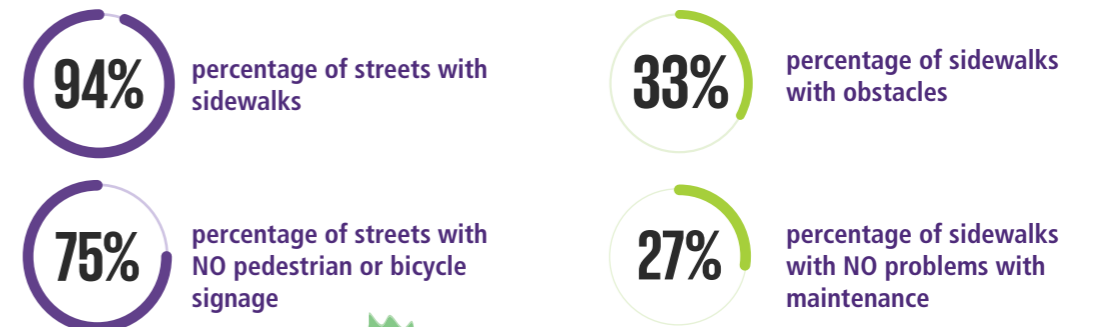 94%
percentage of streets with
sidewalks
33%
percentage of sidewalks
with obstacles
75%
percentage of streets with
NO pedestrian or bicycle
signage
27%
percentage of sidewalks
with NO problems with
maintenance